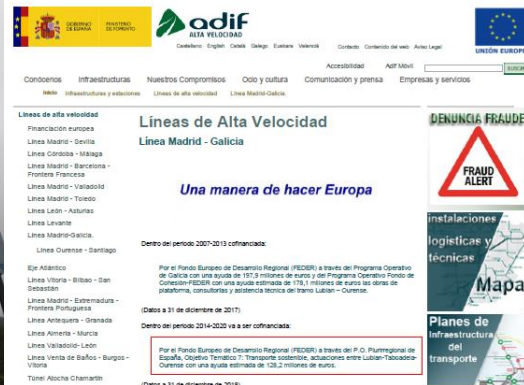 GOBIERNO DE ESPAÑA
MINISTERIO DE FOMENTO
adif
ALTA VELOCIDAD
UNIÓN EUROPE
Castellano English Català Galego Euskara Valencià
Contacto Contenido del web Aviso Legal
Accesibilidad Adif Móvil
Conócenos Infraestructuras Nuestros Compromisos Ocio y cultura Comunicación y prensa Empresas y servicios
Inicio Infraestructuras y estaciones Líneas de alta velocidad Línea Madrid-Galicia.
Líneas de alta velocidad
Financiación europea
Línea Madrid - Sevilla
Línea Córdoba - Málaga
Línea Madrid - Barcelona -
Frontera Francesa
Línea Madrid - Valladolid
Línea Madrid - Toledo
Línea León - Asturias
Línea Levante
Línea Madrid-Galicia.
Línea Ourense - Santiago
Eje Atlántico
Línea Vitoria - Bilbao - San
Sebastián
Línea Madrid - Extremadura -
Frontera Portuguesa
Línea Antequera - Granada
Línea Almería - Murcia
Línea Valladolid- León
Línea Venta de Baños - Burgos -
Vitoria
Túnel Atocha Chamartín
Líneas de Alta Velocidad
Línea Madrid - Galicia
Una manera de hacer Europa
Dentro del periodo 2007-2013 cofinanciada:
Por el Fondo Europeo de Desarrollo Regional (FEDER) a través del Programa Operativo
de Galicia con una ayuda de 197,9 millones de euros y del Programa Operativo Fondo de
Cohesión-FEDER con una ayuda estimada de 176,1 millones de euros las obras de
plataforma, consultorías y asistencia técnica del tramo Lubián – Ourense.
(Datos a 31 de diciembre de 2017)
Dentro del periodo 2014-2020 va a ser cofinanciada:
Por el Fondo Europeo de Desarrollo Regional (FEDER) a través del P.O. Plurirregional de
España, Objetivo Temático 7: Transporte sostenible, actuaciones entre Lubián-Taboadela-
Ourense con una ayuda estimada de 128,2 millones de euros.
(Datos a 31 de diciembre de 2018)
DENUNCIA FRAUDE
FRAUD
ALERT
instalaciones
logísticas y
técnicas
Mapa
Planes de
infraestructura
del
transporte